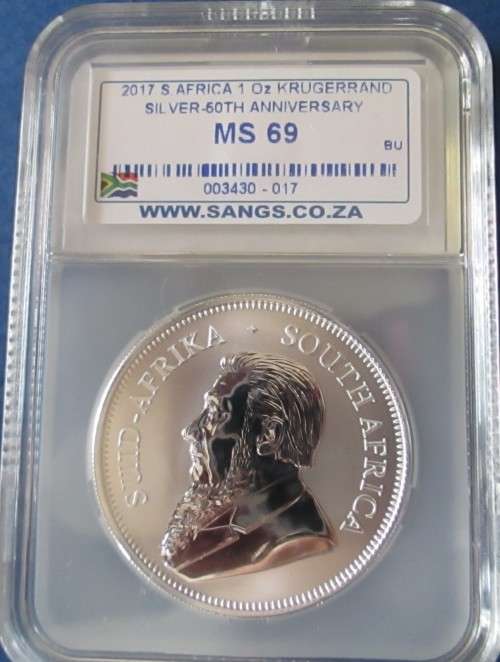 2017 S AFRICA 1 Oz KRUGERRAND
SILVER-50TH ANNIVERSARY
MS 69
BU
003430 - 017
WWW.SANGS.CO.ZA
SUID-AFRIKA · SOUTH AFRICA